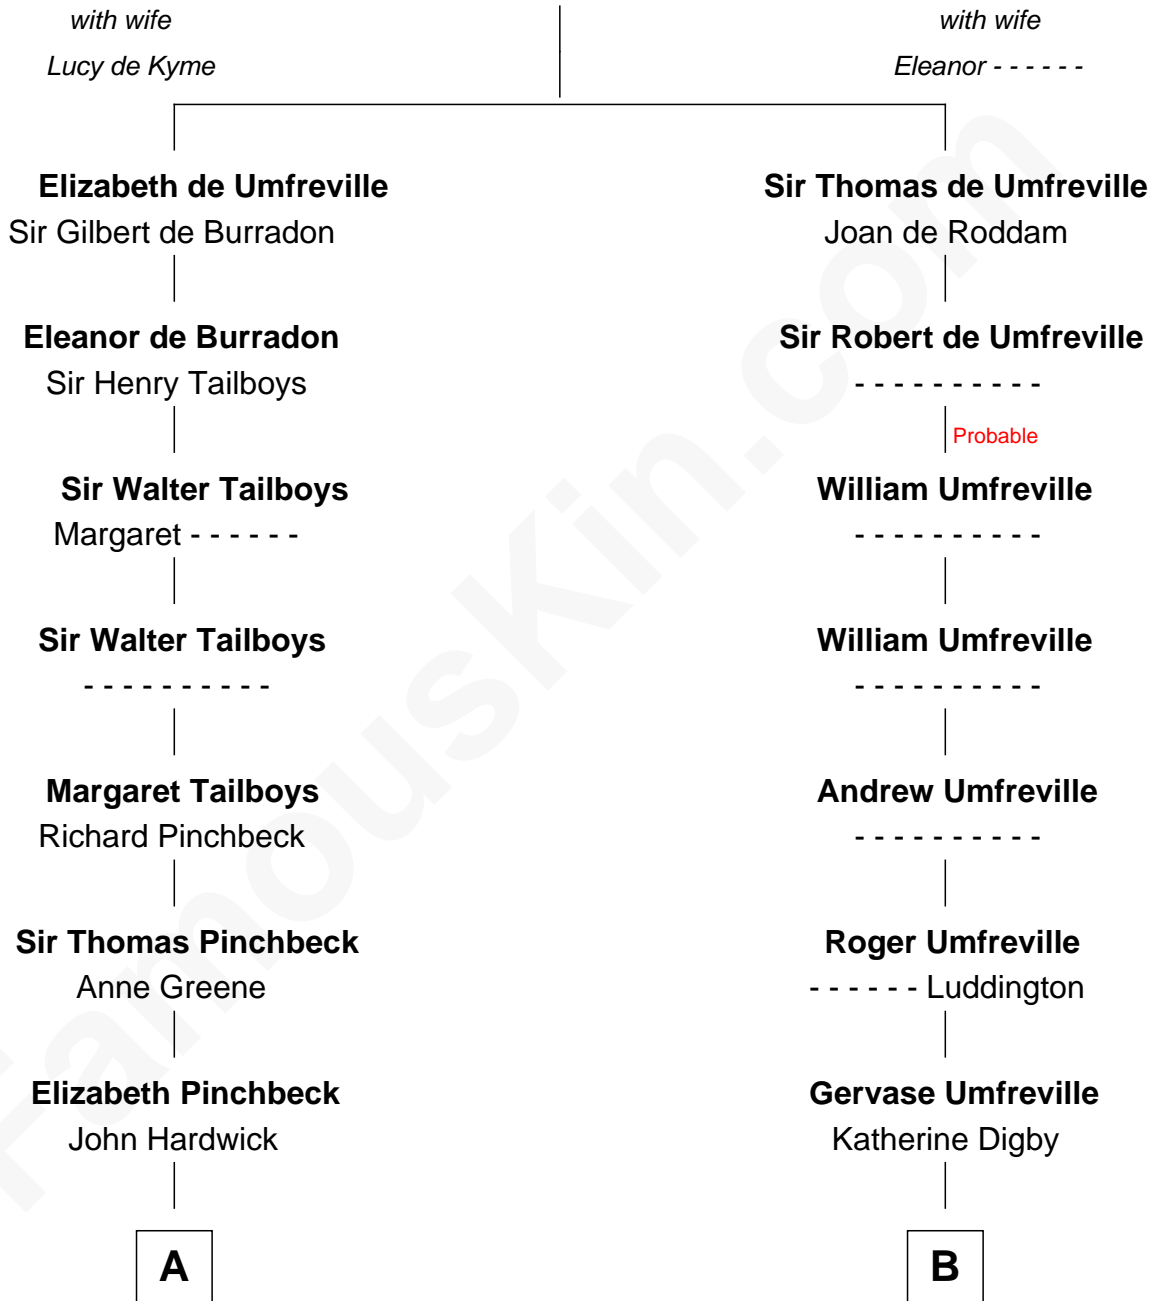 with wife
Lucy de Kyme
with wife
Eleanor - - - - - -
Elizabeth de Umfreville
Sir Gilbert de Burradon
Sir Thomas de Umfreville
Joan de Roddam
Eleanor de Burradon
Sir Henry Tailboys
Sir Robert de Umfreville
- - - - - - - - - -
Probable
Sir Walter Tailboys
Margaret - - - - - -
William Umfreville
- - - - - - - - - -
Sir Walter Tailboys
- - - - - - - - - -
William Umfreville
- - - - - - - - - -
Margaret Tailboys
Richard Pinchbeck
Andrew Umfreville
- - - - - - - - - -
Sir Thomas Pinchbeck
Anne Greene
Roger Umfreville
- - - - - - Luddington
Elizabeth Pinchbeck
John Hardwick
Gervase Umfreville
Katherine Digby
A
B
FamousKin.com